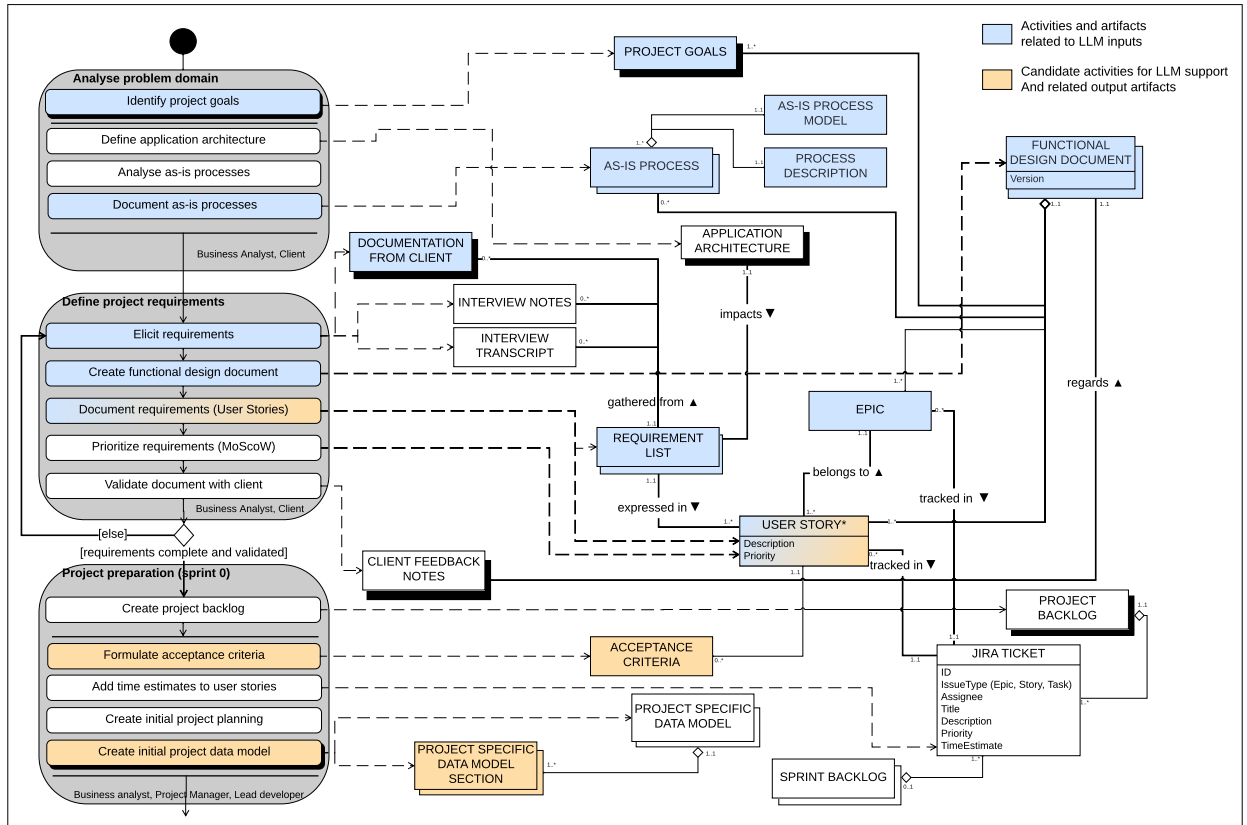 Activities and artifacts
related to LLM inputs
Candidate activities for LLM support
And related output artifacts
Analyse problem domain
Identify project goals
Define application architecture
Analyse as-is processes
Document as-is processes
Business Analyst, Client
Define project requirements
Elicit requirements
Create functional design document
Document requirements (User Stories)
Prioritize requirements (MoScoW)
Validate document with client
Business Analyst, Client
[else]
[requirements complete and validated]
Project preparation (sprint 0)
Create project backlog
Formulate acceptance criteria
Add time estimates to user stories
Create initial project planning
Create initial project data model
Business analyst, Project Manager, Lead developer
PROJECT GOALS
1..*
AS-IS PROCESS
MODEL
1..1
1..*
AS-IS PROCESS
0..*
PROCESS
DESCRIPTION
1..1
FUNCTIONAL
DESIGN DOCUMENT
Version
1..1
1..1
DOCUMENTATION
FROM CLIENT
0..*
APPLICATION
ARCHITECTURE
1..1
INTERVIEW NOTES
0..*
INTERVIEW
TRANSCRIPT
0..*
impacts ▼
gathered from ▲
1..1
REQUIREMENT
LIST
1..1
expressed in ▼
1..*
1..*
EPIC
0..*
1..1
regards ▲
belongs to ▲
1..*
tracked in ▼
USER STORY*
Description
Priority
1..*
0..*
1..1
tracked in ▼
CLIENT FEEDBACK
NOTES
PROJECT
BACKLOG
1..1
ACCEPTANCE
CRITERIA
0..*
1..1
1..1
JIRA TICKET
ID
IssueType (Epic, Story, Task)
Assignee
Title
Description
Priority
TimeEstimate
1..*
1..*
PROJECT SPECIFIC
DATA MODEL
1..1
PROJECT SPECIFIC
DATA MODEL
SECTION
1..*
SPRINT BACKLOG
0..1